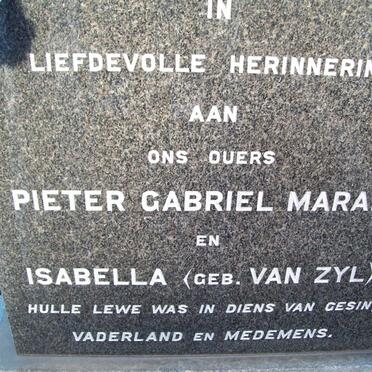 IN
LIEFDEVOLLE HERINNERIN
AAN
ONS OUERS
PIETER GABRIEL MARA
EN
ISABELLA (GEB. VAN ZYL)
HULLE LEWE WAS IN DIENS VAN GESIN
VADERLAND EN MEDEMENS.